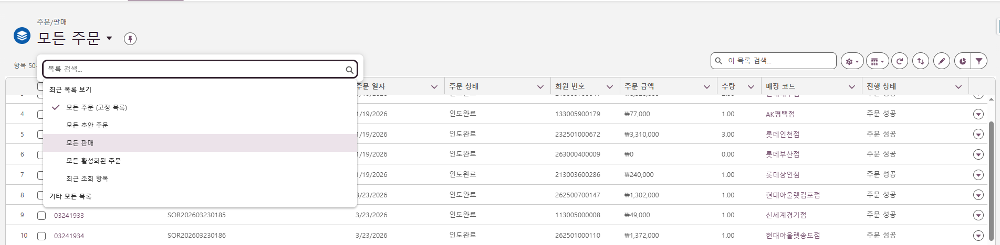 주문/판매
모든 주문
항목 50
목록 검색...
이 목록 검색...
최근 목록 보기
모든 주문 (고정 목록)
모든 초안 주문
모든 판매
모든 활성화된 주문
최근 조회 항목
기타 모든 목록
주문 일자 주문 상태 회원 번호 주문 금액 수량 매장 코드 진행 상태
4 1/19/2026 인도완료 133005900179 ₩77,000 1.00 AK평택점 주문 성공
5 1/19/2026 인도완료 232501000672 ₩3,310,000 3.00 롯데인천점 주문 성공
6 1/19/2026 인도완료 263000400009 ₩0 0.00 롯데부산점 주문 성공
7 1/19/2026 인도완료 213003600286 ₩240,000 1.00 롯데상인점 주문 성공
8 3/23/2026 인도완료 262500700147 ₩1,302,000 1.00 현대아울렛김포점 주문 성공
9 03241933 SOR202603230185 3/23/2026 인도완료 113005000008 ₩49,000 1.00 신세계경기점 주문 성공
10 03241934 SOR202603230186 3/23/2026 인도완료 262501000110 ₩1,372,000 1.00 현대아울렛송도점 주문 성공